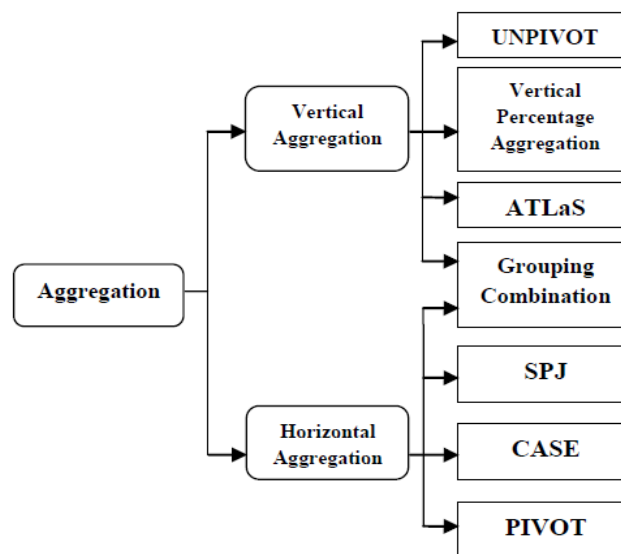 UNPIVOT
Vertical
Aggregation
Vertical
Percentage
Aggregation
ATLaS
Aggregation
Grouping
Combination
SPJ
Horizontal
Aggregation
CASE
PIVOT